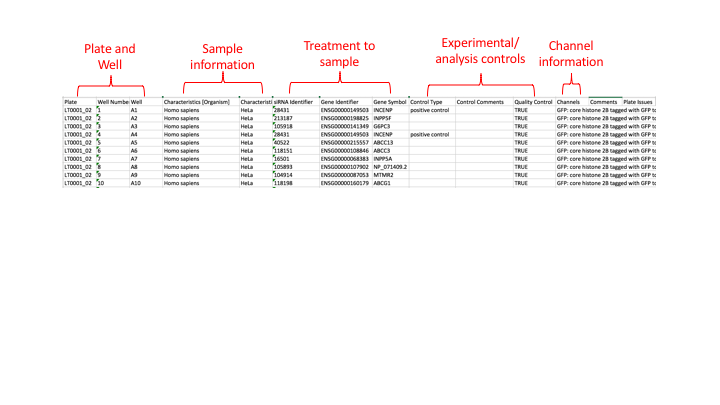 Plate and
Well
Sample
information
Treatment to
sample
Experimental/
analysis controls
Channel
information
Plate Well Numbe Well Characteristics [Organism] Characteristi siRNA Identifier Gene Identifier Gene Symbol Control Type Control Comments Quality Control Channels Comments Plate Issues
LT0001_02 1 A1 Homo sapiens HeLa 28431 ENSG00000149503 INCENP positive control TRUE GFP: core histone 2B tagged with GFP to
LT0001_02 2 A2 Homo sapiens HeLa 213187 ENSG00000198825 INPP5F TRUE GFP: core histone 2B tagged with GFP to
LT0001_02 3 A3 Homo sapiens HeLa 105918 ENSG00000141349 G6PC3 TRUE GFP: core histone 2B tagged with GFP to
LT0001_02 4 A4 Homo sapiens HeLa 28431 ENSG00000149503 INCENP positive control TRUE GFP: core histone 2B tagged with GFP to
LT0001_02 5 A5 Homo sapiens HeLa 40522 ENSG00000215557 ABCC13 TRUE GFP: core histone 2B tagged with GFP to
LT0001_02 6 A6 Homo sapiens HeLa 118151 ENSG00000108846 ABCC3 TRUE GFP: core histone 2B tagged with GFP to
LT0001_02 7 A7 Homo sapiens HeLa 16501 ENSG00000068383 INPP5A TRUE GFP: core histone 2B tagged with GFP to
LT0001_02 8 A8 Homo sapiens HeLa 105893 ENSG00000107902 NP_071409.2 TRUE GFP: core histone 2B tagged with GFP to
LT0001_02 9 A9 Homo sapiens HeLa 104914 ENSG00000087053 MTMR2 TRUE GFP: core histone 2B tagged with GFP to
LT0001_02 10 A10 Homo sapiens HeLa 118198 ENSG00000160179 ABCG1 TRUE GFP: core histone 2B tagged with GFP to